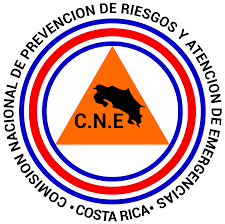 COMISION NACIONAL DE PREVENCION DE RIESGOS Y ATENCION DE EMERGENCIAS
C.N.E
• COSTA RICA •